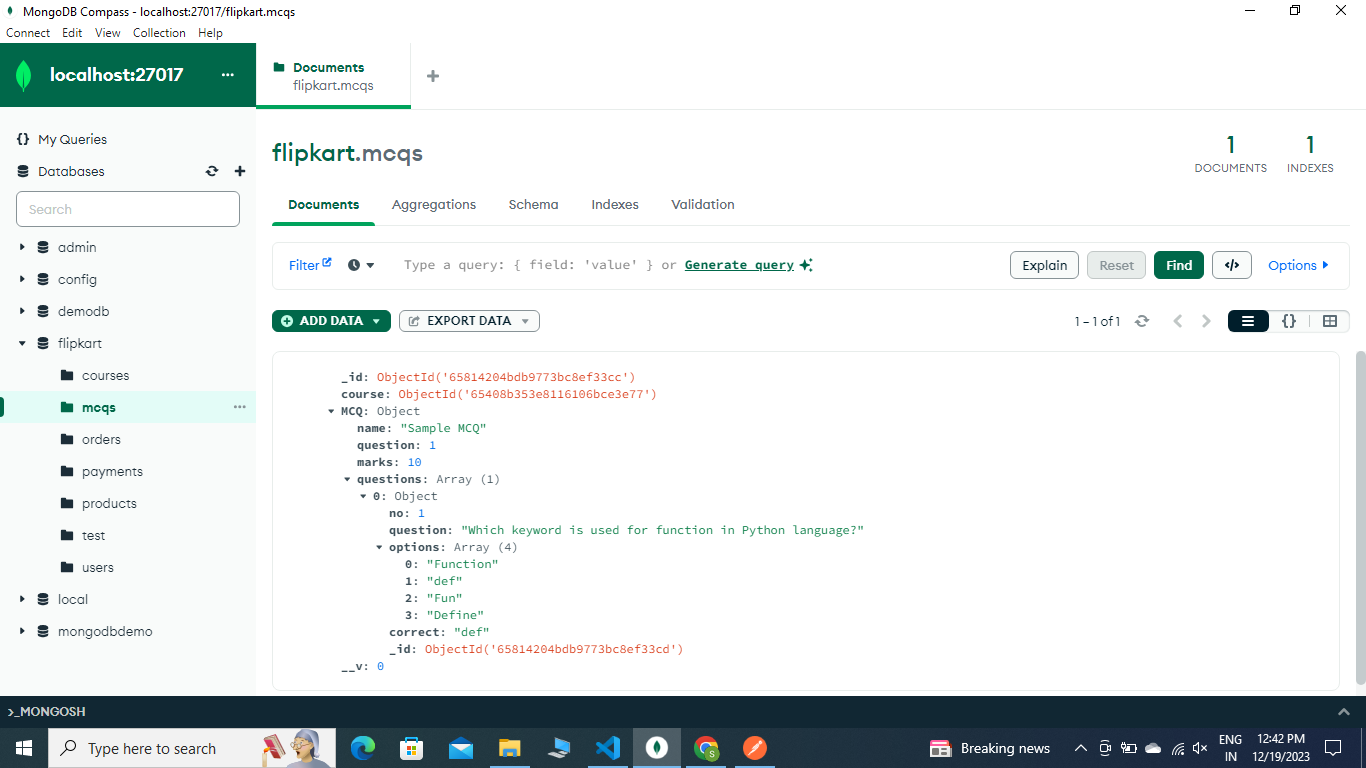 MongoDB Compass - localhost:27017/flipkart.mcqs
Connect Edit View Collection Help
localhost:27017 ...
Documents
flipkart.mcqs
{} My Queries
Databases
Search
admin
config
demodb
flipkart
courses
mcqs ...
orders
payments
products
test
users
local
mongodbdemo
flipkart.mcqs
1 DOCUMENTS
1 INDEXES
Documents Aggregations Schema Indexes Validation
Filter Type a query: { field: 'value' } or Generate query Explain Reset Find </> Options
ADD DATA EXPORT DATA 1 – 1 of 1 {}
_id: ObjectId('65814204bdb9773bc8ef33cc')
course: ObjectId('65408b353e8116106bce3e77')
MCQ: Object
name: "Sample MCQ"
question: 1
marks: 10
questions: Array (1)
0: Object
no: 1
question: "Which keyword is used for function in Python language?"
options: Array (4)
0: "Function"
1: "def"
2: "Fun"
3: "Define"
correct: "def"
_id: ObjectId('65814204bdb9773bc8ef33cd')
__v: 0
>_MONGOSH
Type here to search
S
Breaking news
ENG
IN
12:42 PM
12/19/2023